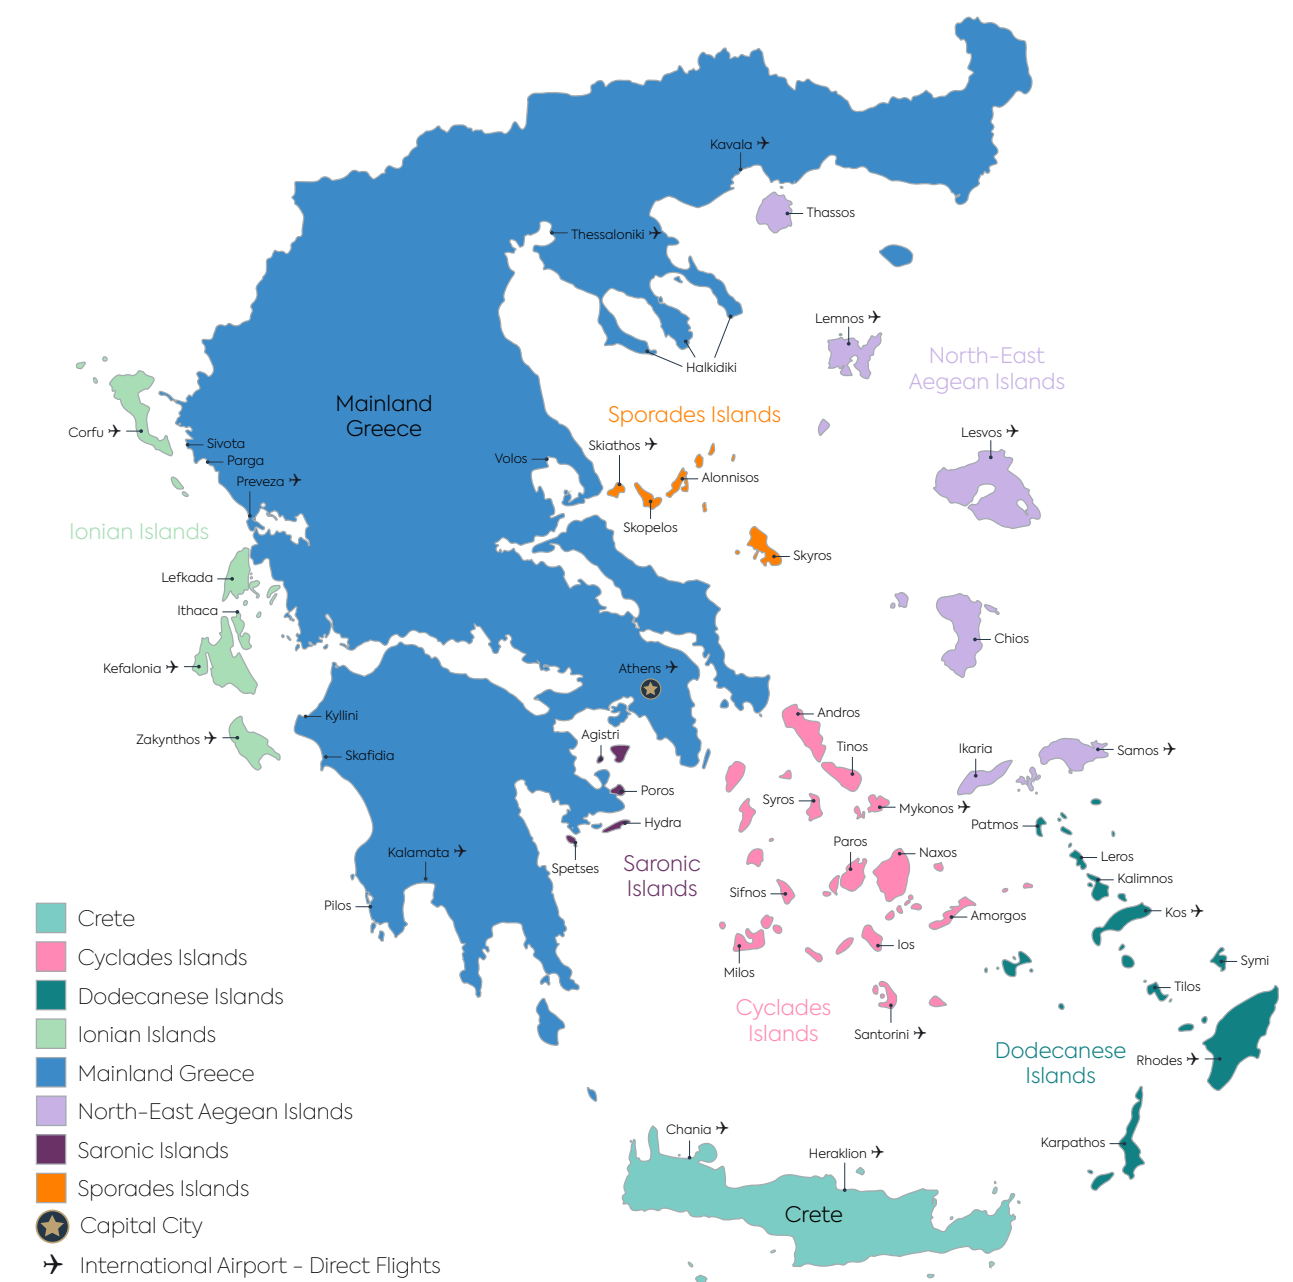 Kavala
Thassos
Thessaloniki
Lemnos
North-East
Aegean Islands
Halkidiki
Mainland
Greece
Sporades Islands
Corfu
Sivota
Parga
Preveza
Volos
Skiathos
Alonnisos
Skopelos
Lesvos
Ionian Islands
Skyros
Lefkada
Ithaca
Kefalonia
Chios
Athens
Kyllini
Zakynthos
Skafidia
Agistri
Andros
Tinos
Ikaria
Samos
Poros
Syros
Mykonos
Hydra
Patmos
Kalamata
Spetses
Saronic
Islands
Paros
Naxos
Leros
Kalimnos
Sifnos
Pilos
Amorgos
Kos
Ios
Milos
Symi
Tilos
Cyclades
Islands
Santorini
Dodecanese
Islands
Rhodes
Chania
Heraklion
Karpathos
Crete
Crete
Cyclades Islands
Dodecanese Islands
Ionian Islands
Mainland Greece
North-East Aegean Islands
Saronic Islands
Sporades Islands
Capital City
International Airport - Direct Flights